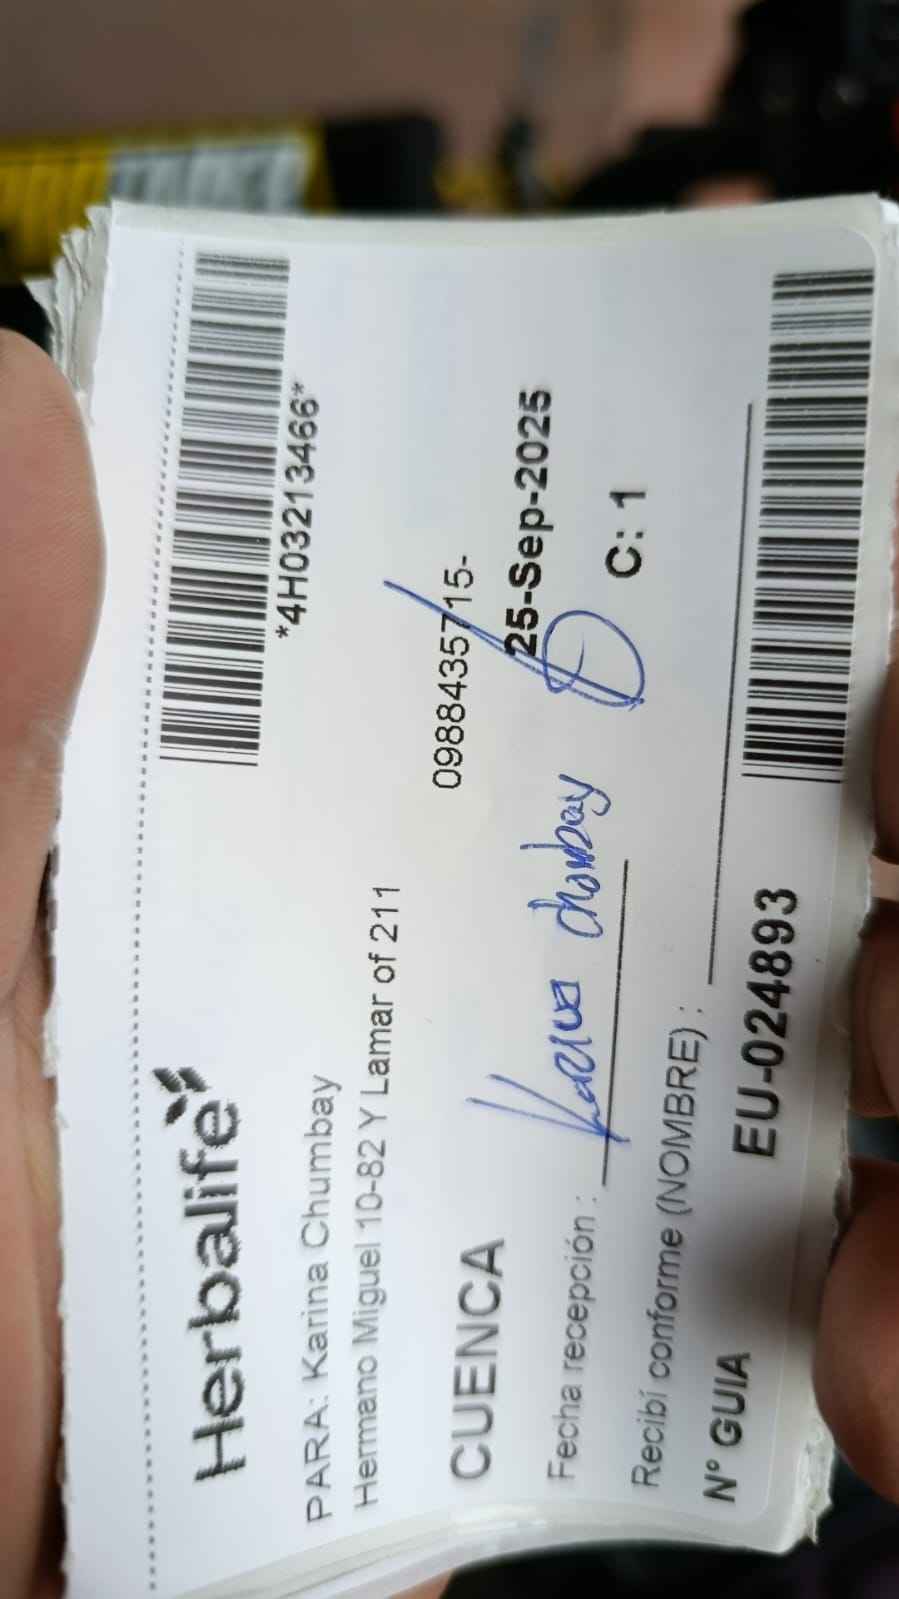 Herbalife
*4H03213466*
PARA: Karina Chumbay
Hermano Miguel 10-82 Y Lamar of 211
0988435715-
CUENCA
25-Sep-2025
Karina Chumbay
Fecha recepción :
C: 1
Recibí conforme (NOMBRE) :
N° GUIA EU-024893